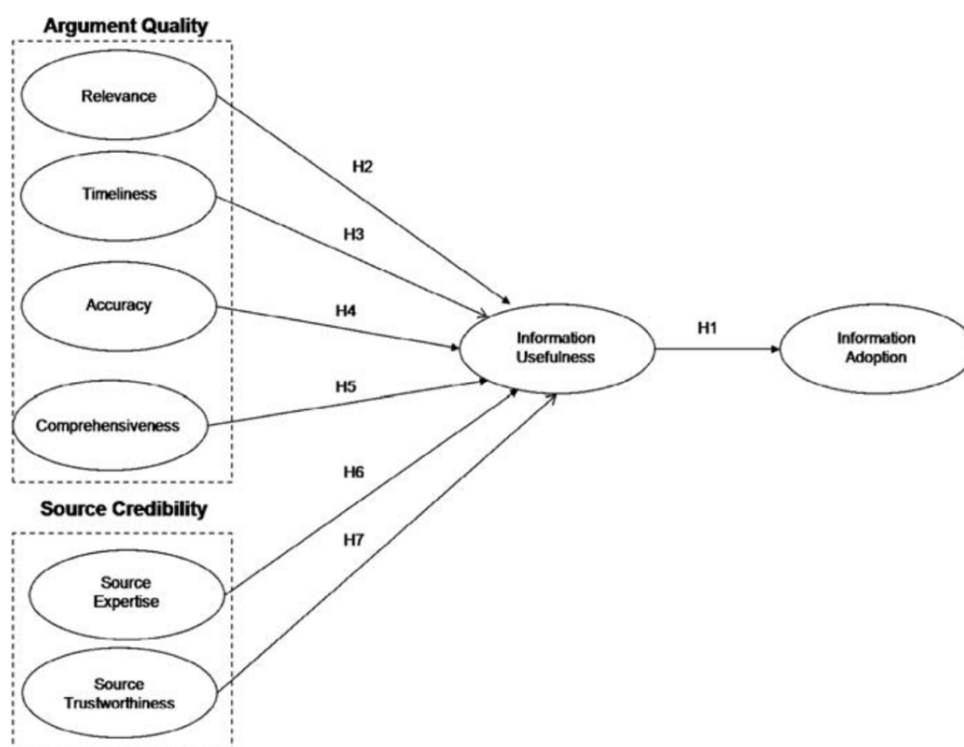 Argument Quality
Relevance
H2
Timeliness
H3
Accuracy
H4
Information
Usefulness
H1
Information
Adoption
H5
Comprehensiveness
H6
Source Credibility
H7
Source
Expertise
Source
Trustworthiness